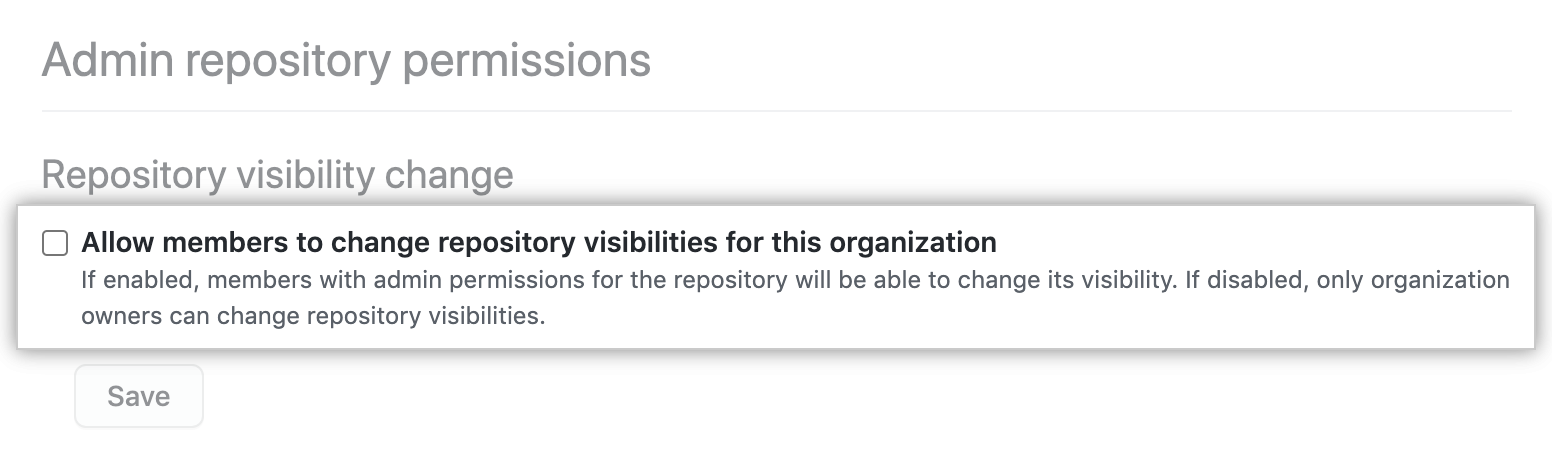 Admin repository permissions
Repository visibility change
Allow members to change repository visibilities for this organization
If enabled, members with admin permissions for the repository will be able to change its visibility. If disabled, only organization
owners can change repository visibilities.
Save